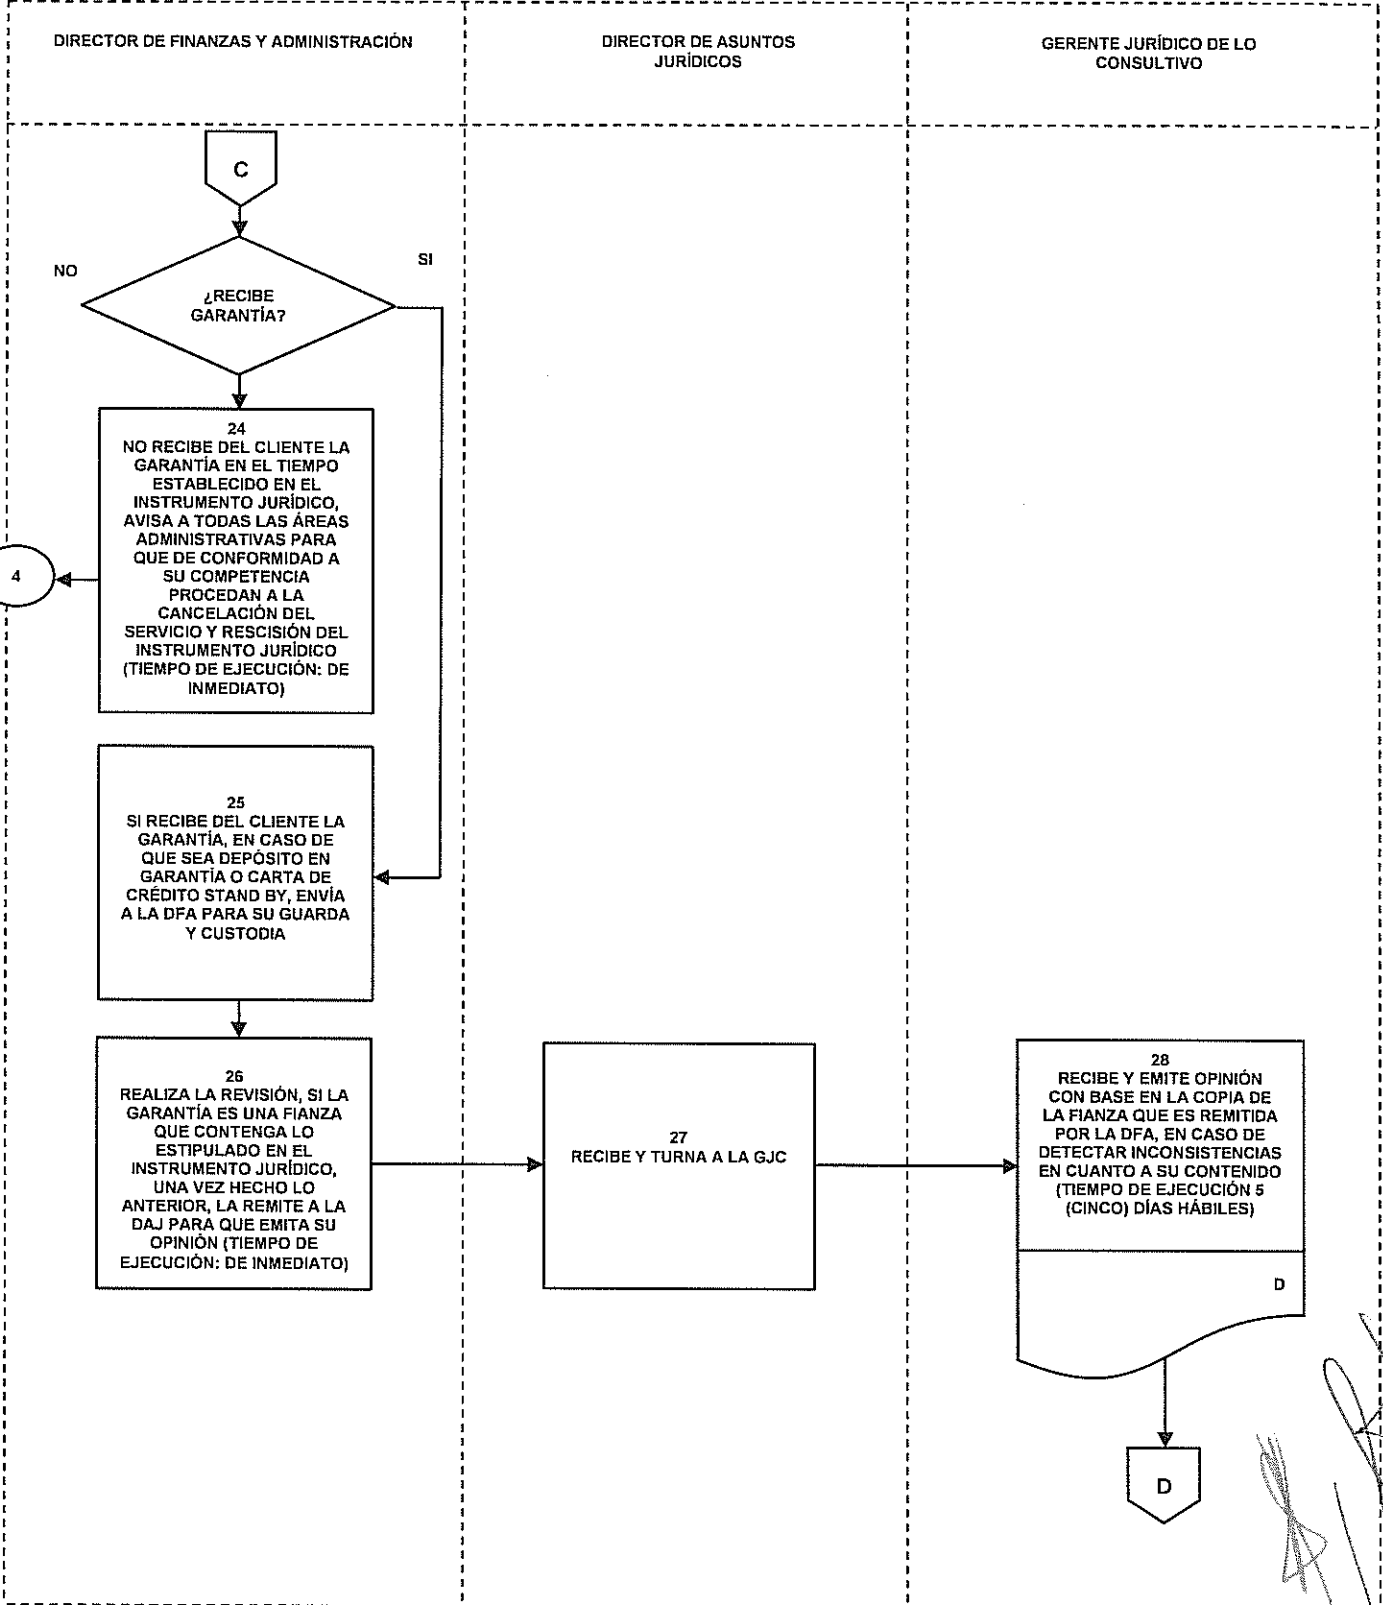 DIRECTOR DE FINANZAS Y ADMINISTRACIÓN
DIRECTOR DE ASUNTOS
JURÍDICOS
GERENTE JURÍDICO DE LO
CONSULTIVO
C
NO
SI
¿RECIBE
GARANTÍA?
24
NO RECIBE DEL CLIENTE LA
GARANTÍA EN EL TIEMPO
ESTABLECIDO EN EL
INSTRUMENTO JURÍDICO,
AVISA A TODAS LAS ÁREAS
ADMINISTRATIVAS PARA
QUE DE CONFORMIDAD A
SU COMPETENCIA
PROCEDAN A LA
CANCELACIÓN DEL
SERVICIO Y RESCISIÓN DEL
INSTRUMENTO JURÍDICO
(TIEMPO DE EJECUCIÓN: DE
INMEDIATO)
4
25
SI RECIBE DEL CLIENTE LA
GARANTÍA, EN CASO DE
QUE SEA DEPÓSITO EN
GARANTÍA O CARTA DE
CRÉDITO STAND BY, ENVÍA
A LA DFA PARA SU GUARDA
Y CUSTODIA
26
REALIZA LA REVISIÓN, SI LA
GARANTÍA ES UNA FIANZA
QUE CONTENGA LO
ESTIPULADO EN EL
INSTRUMENTO JURÍDICO,
UNA VEZ HECHO LO
ANTERIOR, LA REMITE A LA
DAJ PARA QUE EMITA SU
OPINIÓN (TIEMPO DE
EJECUCIÓN: DE INMEDIATO)
27
RECIBE Y TURNA A LA GJC
28
RECIBE Y EMITE OPINIÓN
CON BASE EN LA COPIA DE
LA FIANZA QUE ES REMITIDA
POR LA DFA, EN CASO DE
DETECTAR INCONSISTENCIAS
EN CUANTO A SU CONTENIDO
(TIEMPO DE EJECUCIÓN 5
(CINCO) DÍAS HÁBILES)
D
D